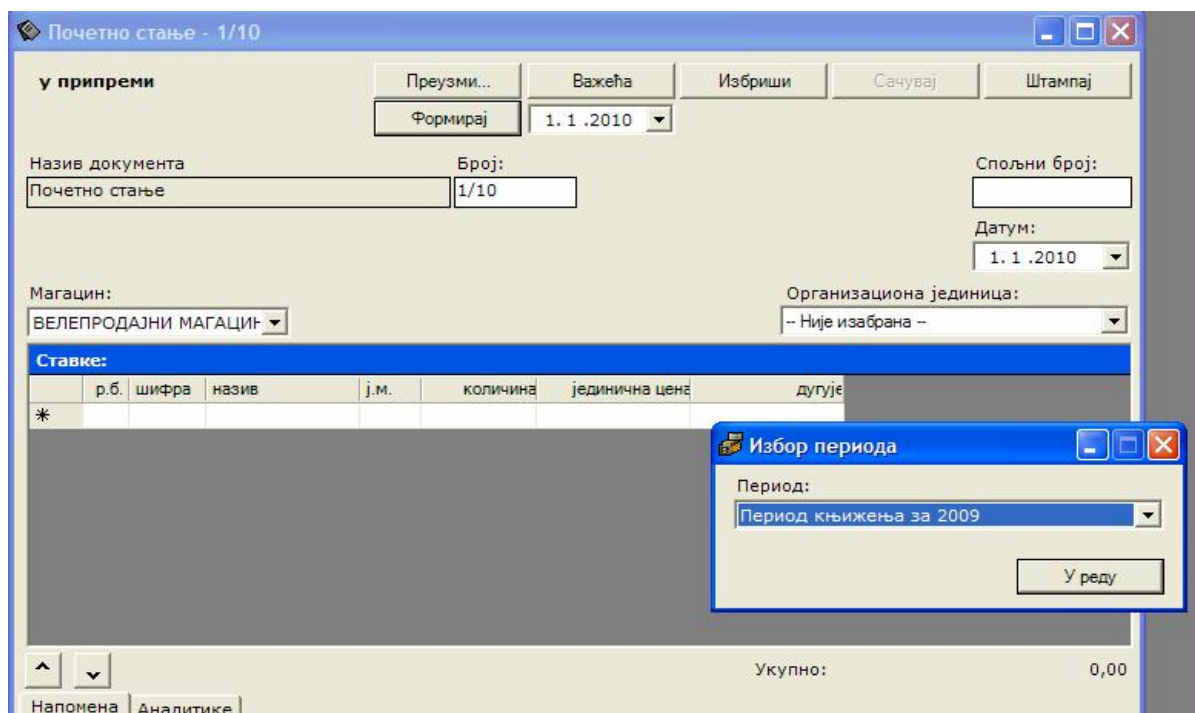 Почетно стање - 1/10
у припреми
Преузми... Важећа Избриши Сачувај Штампај
Формирај 1. 1 .2010
Назив документа Број: Спољни број:
Почетно стање 1/10
Датум:
1. 1 .2010
Магацин: Организациона јединица:
ВЕЛЕПРОДАЈНИ МАГАЦИН -- Није изабрана --
Ставке:
р.б. шифра назив ј.м. количина јединична цена дугује
*
Избор периода
Период:
Период књижења за 2009
У реду
Укупно: 0,00
Напомена Аналитике